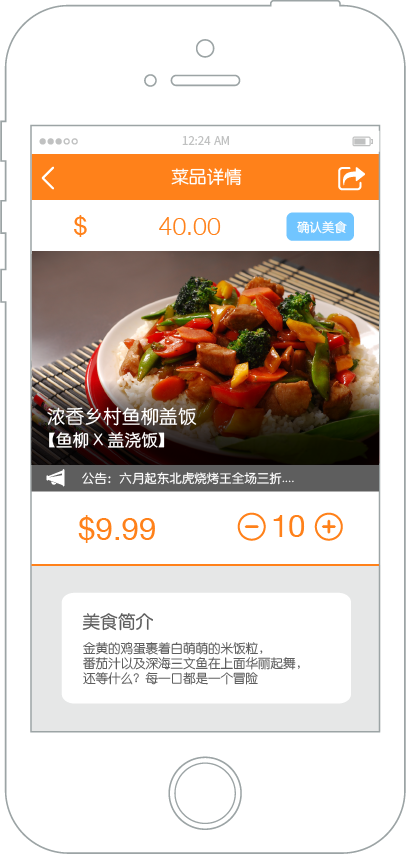 12:24 AM
菜品详情
$ 40.00 确认美食
浓香乡村鱼柳盖饭
【鱼柳 X 盖浇饭】
公告：六月起东北虎烧烤王全场三折....
$9.99 10
美食简介
金黄的鸡蛋裹着白萌萌的米饭粒，
番茄汁以及深海三文鱼在上面华丽起舞，
还等什么？每一口都是一个冒险